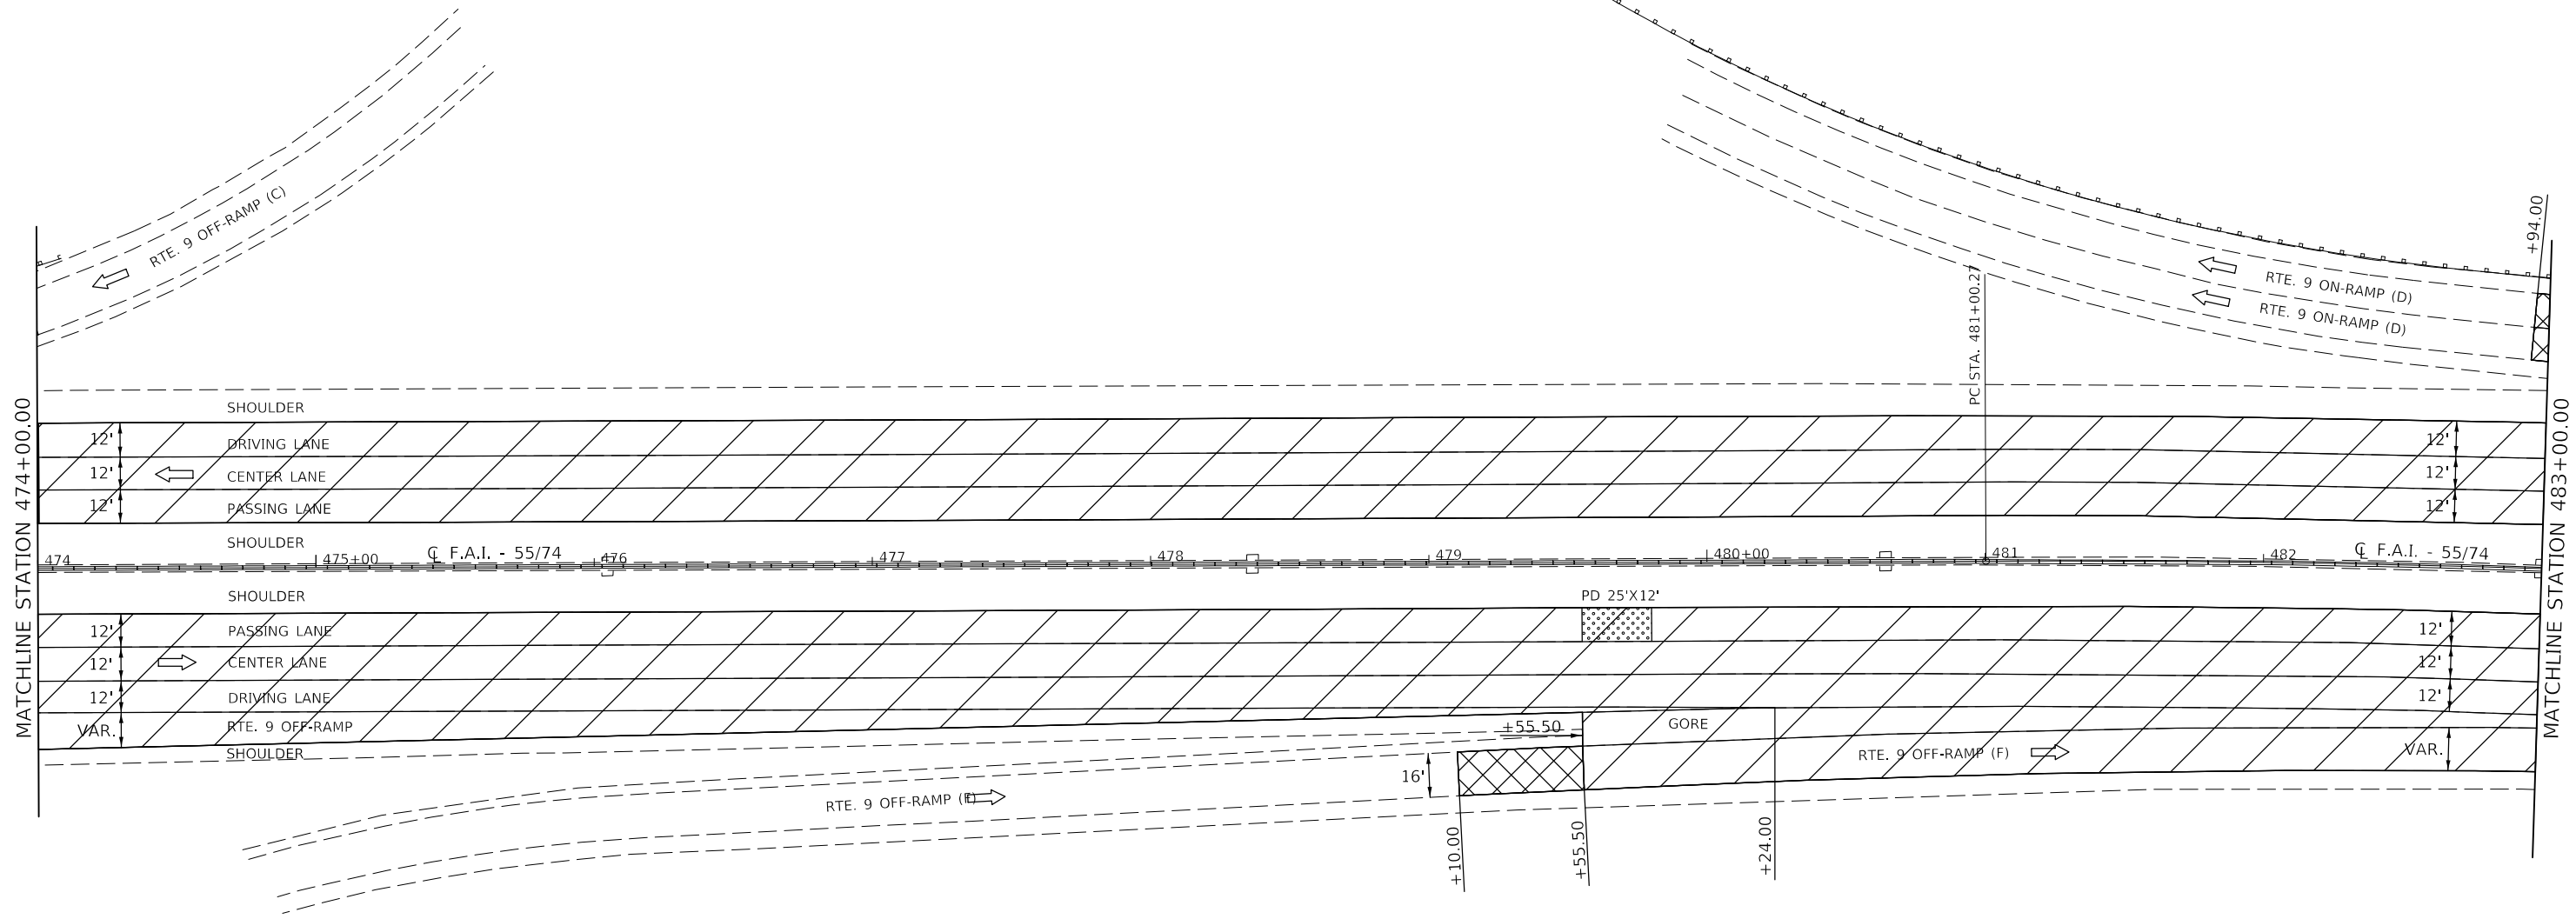 RTE. 9 OFF-RAMP (C)
+94.00
RTE. 9 ON-RAMP (D)
RTE. 9 ON-RAMP (D)
PC STA. 481+00.27
MATCHLINE STATION 474+00.00
MATCHLINE STATION 483+00.00
SHOULDER
12' DRIVING LANE 12'
12' CENTER LANE 12'
12' PASSING LANE 12'
SHOULDER
474 475+00 ℄ F.A.I. - 55/74 476 477 478 479 480+00 481 482 ℄ F.A.I. - 55/74
SHOULDER
PD 25'X12'
12' PASSING LANE 12'
12' CENTER LANE 12'
12' DRIVING LANE 12'
VAR. RTE. 9 OFF-RAMP +55.50 GORE
SHOULDER RTE. 9 OFF-RAMP (F) VAR.
16'
RTE. 9 OFF-RAMP (F)
+10.00
+55.50
+24.00